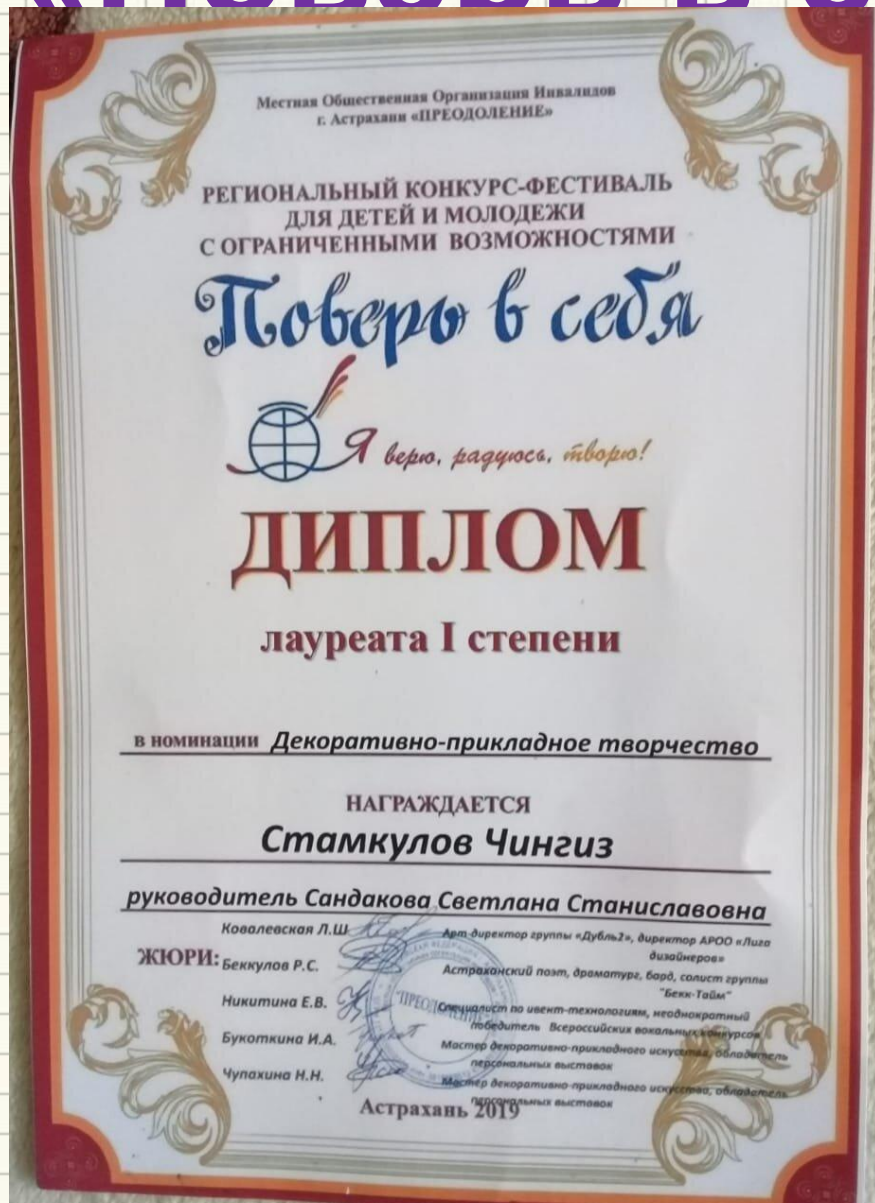 Местная Общественная Организация Инвалидов
г. Астрахани «ПРЕОДОЛЕНИЕ»
РЕГИОНАЛЬНЫЙ КОНКУРС-ФЕСТИВАЛЬ
ДЛЯ ДЕТЕЙ И МОЛОДЕЖИ
С ОГРАНИЧЕННЫМИ ВОЗМОЖНОСТЯМИ
Поверь в себя
Я верю, радуюсь, творю!
ДИПЛОМ
лауреата I степени
в номинации Декоративно-прикладное творчество
НАГРАЖДАЕТСЯ
Стамкулов Чингиз
руководитель Сандакова Светлана Станиславовна
ЖЮРИ:
Ковалевская Л.Ш Арт-директор группы «Дубль2», директор АРОО «Лига
дизайнеров»
Беккулов Р.С. Астраханский поэт, драматург, бард, солист группы
"Бекк-Тайм"
Никитина Е.В. Специалист по ивент-технологиям, неоднократный
победитель Всероссийских вокальных конкурсов
Букоткина И.А. Мастер декоративно-прикладного искусства, обладатель
персональных выставок
Чупахина Н.Н. Мастер декоративно-прикладного искусство, обладатель
персональных выставок
Астрахань 2019